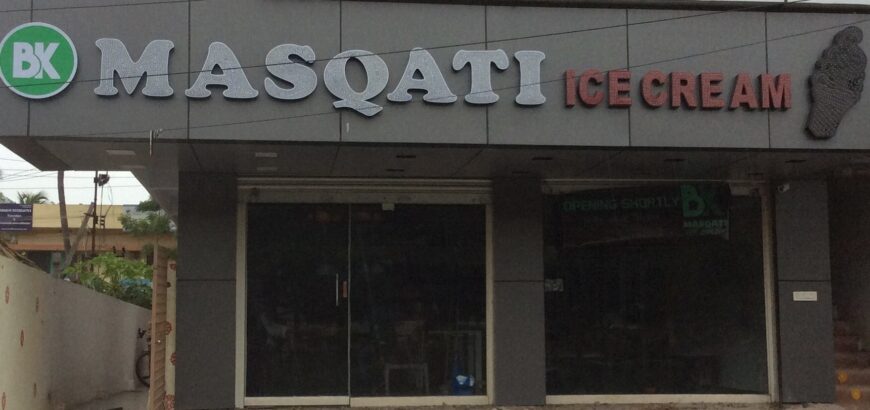 BK MASQATI ICE CREAM
OPENING SHORTLY
BK
MASQATI